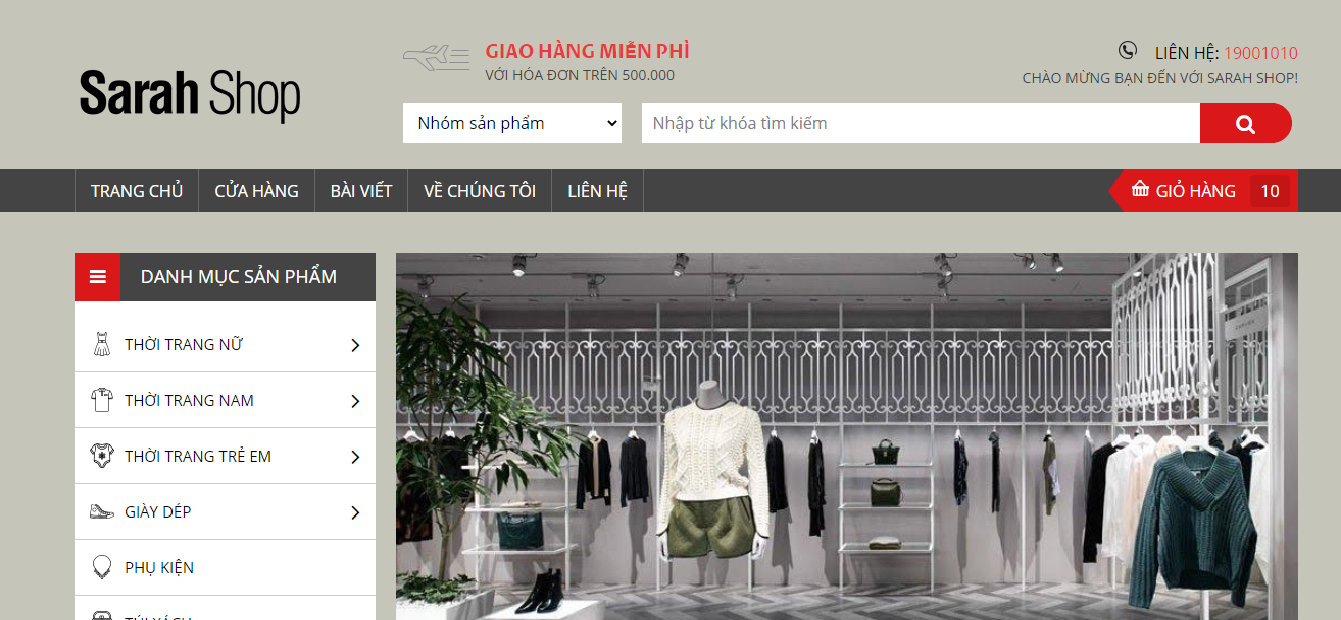 Sarah Shop
GIAO HÀNG MIỄN PHÌ
VỚI HÓA ĐƠN TRÊN 500.000
LIÊN HỆ: 19001010
CHÀO MỪNG BẠN ĐẾN VỚI SARAH SHOP!
Nhóm sản phẩm
Nhập từ khóa tìm kiếm
TRANG CHỦ
CỬA HÀNG
BÀI VIẾT
VỀ CHÚNG TÔI
LIÊN HỆ
GIỎ HÀNG 10
DANH MỤC SẢN PHẨM
THỜI TRANG NỮ
THỜI TRANG NAM
THỜI TRANG TRẺ EM
GIÀY DÉP
PHỤ KIỆN